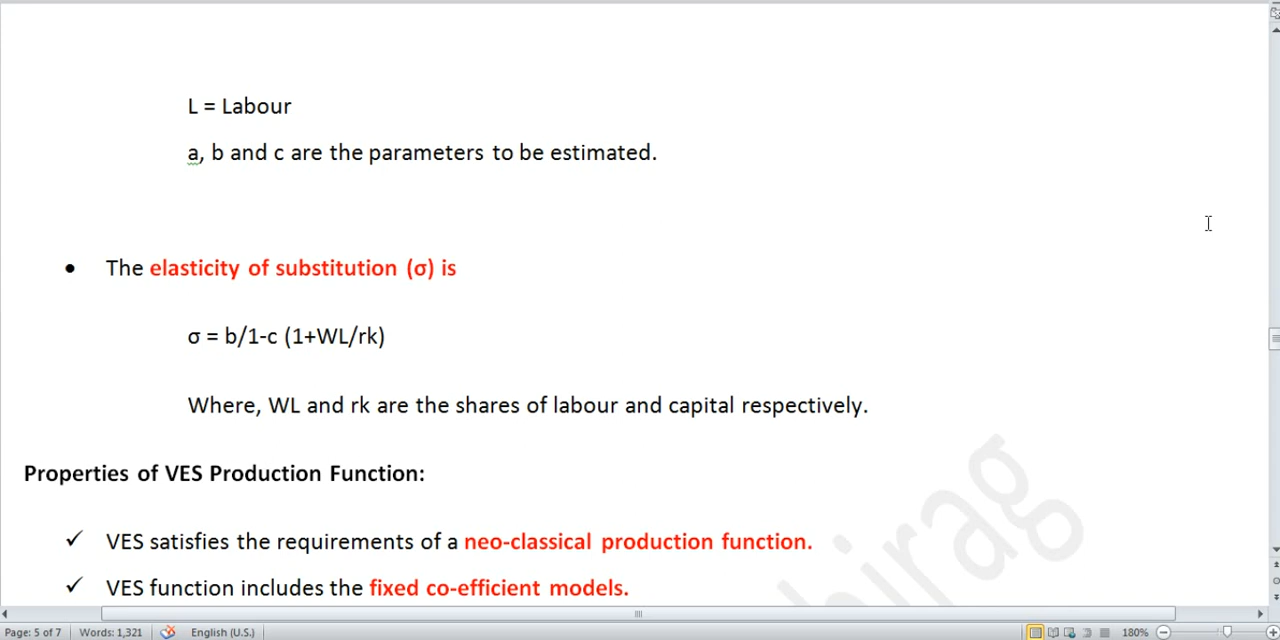 L = Labour
a, b and c are the parameters to be estimated.
• The elasticity of substitution (σ) is
σ = b/1-c (1+WL/rk)
Where, WL and rk are the shares of labour and capital respectively.
Properties of VES Production Function:
✓ VES satisfies the requirements of a neo-classical production function.
✓ VES function includes the fixed co-efficient models.
hirag
Page: 5 of 7 Words: 1,321 English (U.S.) 180%